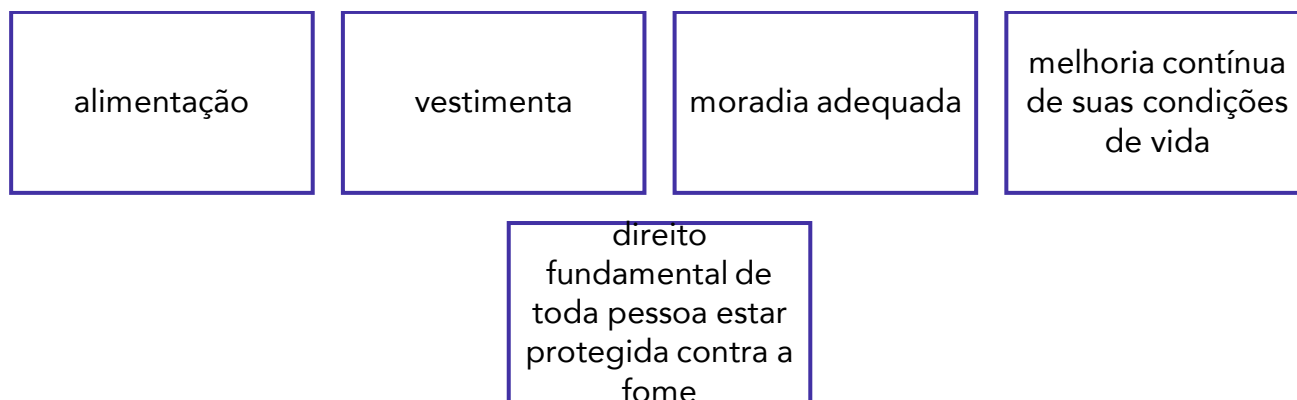 alimentação
vestimenta
moradia adequada
melhoria contínua
de suas condições
de vida
direito
fundamental de
toda pessoa estar
protegida contra a
fome